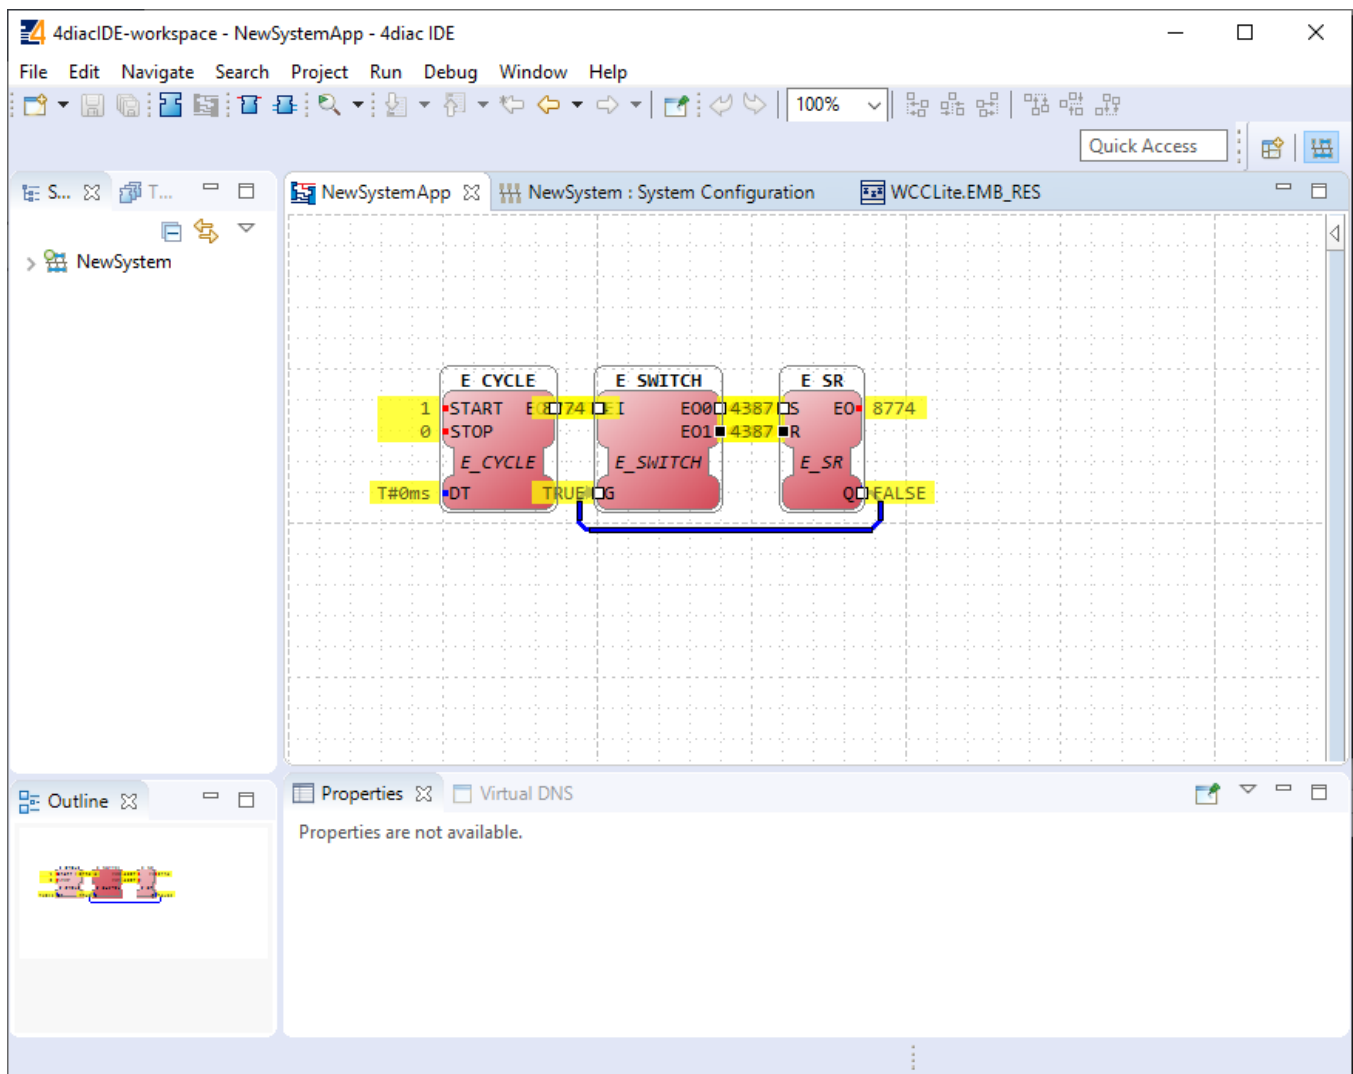 4diacIDE-workspace - NewSystemApp - 4diac IDE
File Edit Navigate Search Project Run Debug Window Help
100%
Quick Access
S... T...
NewSystemApp NewSystem : System Configuration WCCLite.EMB_RES
NewSystem
E_CYCLE E_SWITCH E_SR
1 START 8774 EI EO0 4387 S EO 8774
0 STOP EO1 4387 R
E_CYCLE E_SWITCH E_SR
T#0ms DT TRUE G Q FALSE
Outline
Properties Virtual DNS
Properties are not available.